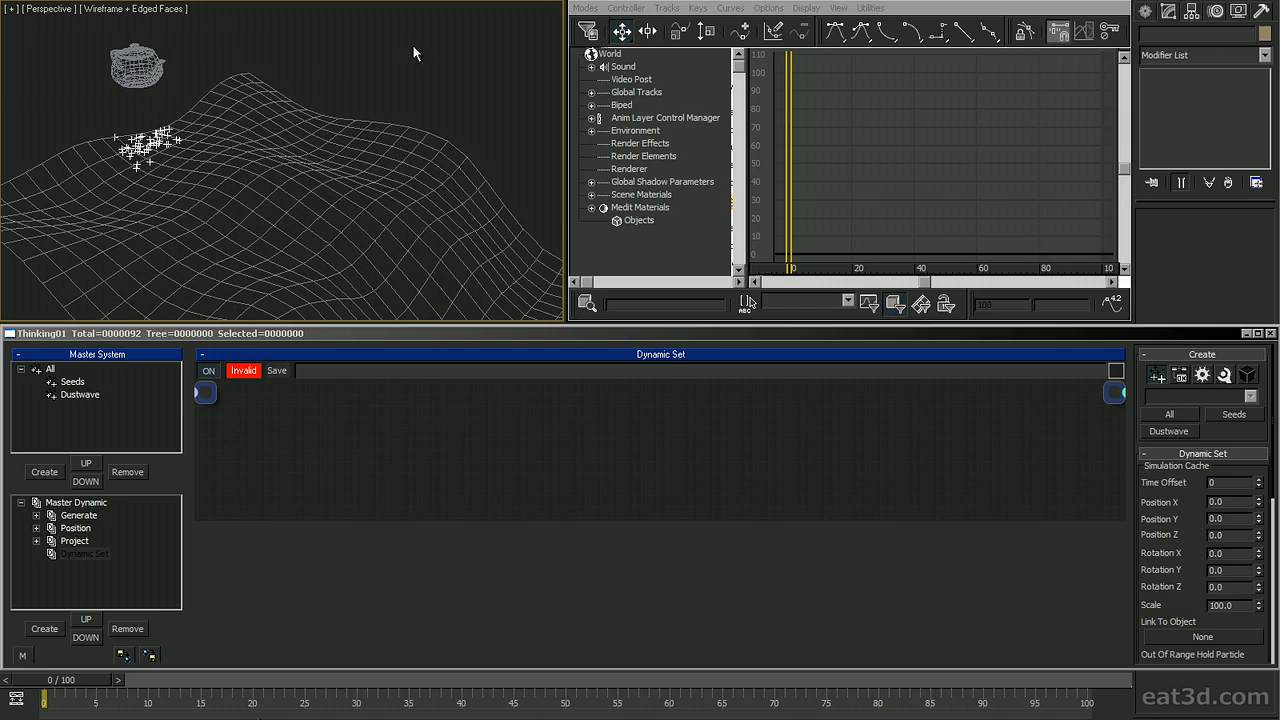 [ + ] [ Perspective ] [ Wireframe + Edged Faces ]
Modes Controller Tracks Keys Curves Options Display View Utilities
World
Sound
Video Post
Global Tracks
Biped
Anim Layer Control Manager
Environment
Render Effects
Render Elements
Renderer
Global Shadow Parameters
Scene Materials
Medit Materials
Objects
110
100
90
80
70
60
50
40
30
20
10
0
0 20 40 60 80 10
ABC
100
4.2
Modifier List
Thinking01 Total=0000092 Tree=0000000 Selected=0000000
- Master System
All
Seeds
Dustwave
Create UP Remove
DOWN
Master Dynamic
Generate
Position
Project
Dynamic Set
Create UP Remove
DOWN
M
- Dynamic Set
ON Invalid Save
- Create
All Seeds
Dustwave
- Dynamic Set
Simulation Cache
Time Offset 0
Position X 0.0
Position Y 0.0
Position Z 0.0
Rotation X 0.0
Rotation Y 0.0
Rotation Z 0.0
Scale 100.0
Link To Object
None
Out Of Range Hold Particle
< 0 / 100 >
5 10 15 20 25 30 35 40 45 50 55 60 65 70 75 80 85 90 95 100
eat3d.com